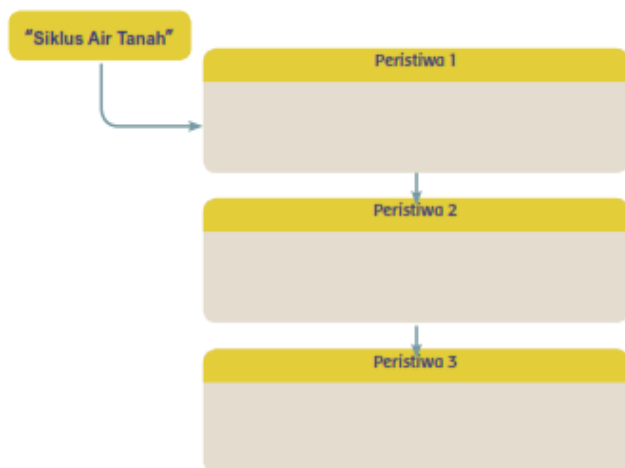 “Siklus Air Tanah”
Peristiwa 1
Peristiwa 2
Peristiwa 3